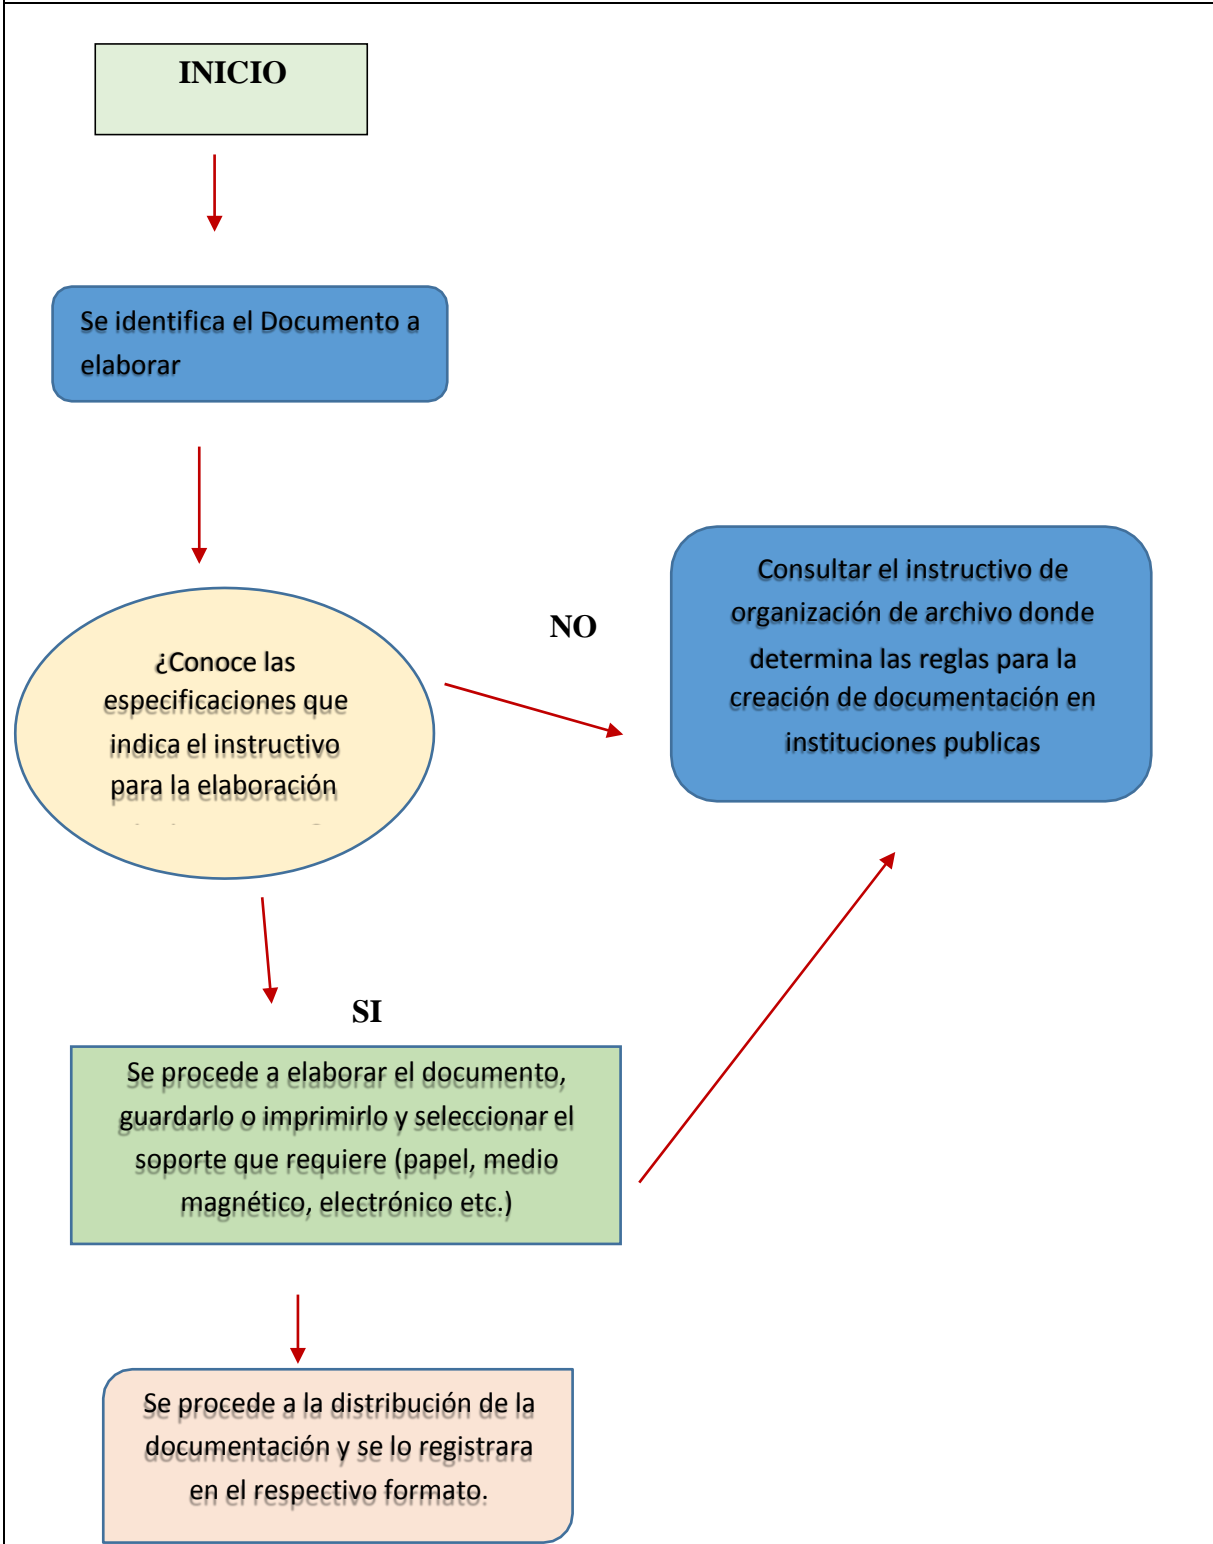 INICIO
Se identifica el Documento a
elaborar
¿Conoce las
especificaciones que
indica el instructivo
para la elaboración
NO
Consultar el instructivo de
organización de archivo donde
determina las reglas para la
creación de documentación en
instituciones publicas
SI
Se procede a elaborar el documento,
guardarlo o imprimirlo y seleccionar el
soporte que requiere (papel, medio
magnético, electrónico etc.)
Se procede a la distribución de la
documentación y se lo registrara
en el respectivo formato.